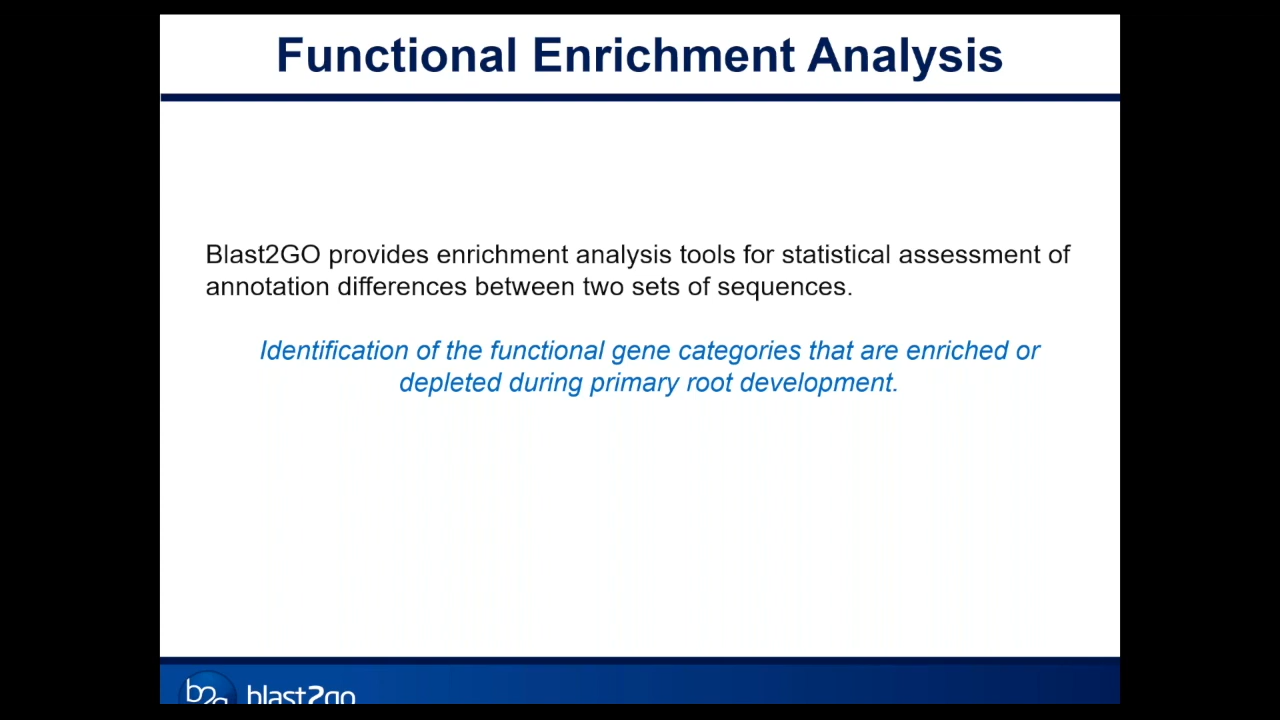 Functional Enrichment Analysis
Blast2GO provides enrichment analysis tools for statistical assessment of
annotation differences between two sets of sequences.
Identification of the functional gene categories that are enriched or
depleted during primary root development.
b2g blast2go